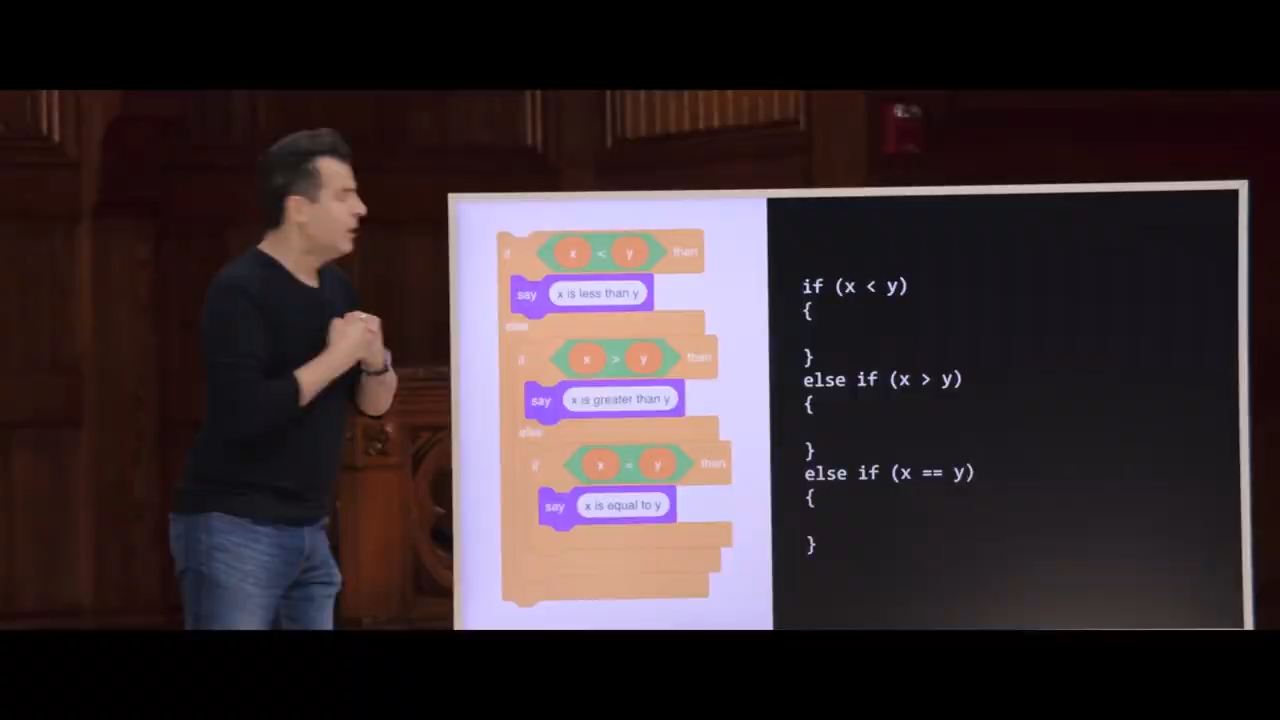 if x < y then
say x is less than y
else
if x > y then
say x is greater than y
else
if x = y then
say x is equal to y
if (x < y)
{
}
else if (x > y)
{
}
else if (x == y)
{
}